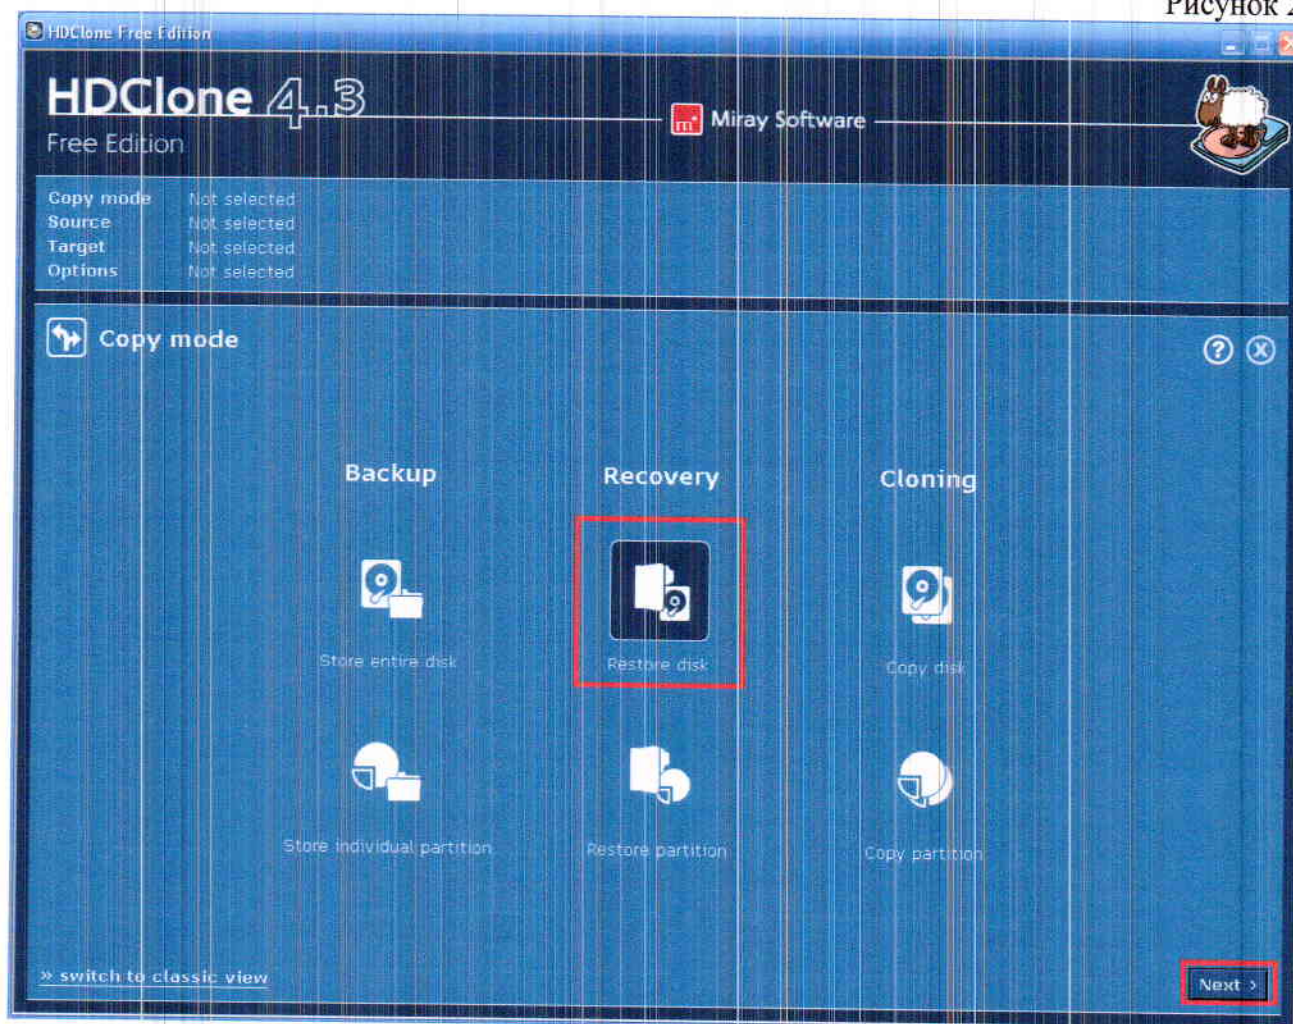 Рисунок 2
HDClone Free Edition
HDClone 4.3
Free Edition
Miray Software
Copy mode Not selected
Source Not selected
Target Not selected
Options Not selected
Copy mode
Backup Recovery Cloning
Store entire disk Restore disk Copy disk
Store individual partition Restore partition Copy partition
» switch to classic view
Next >